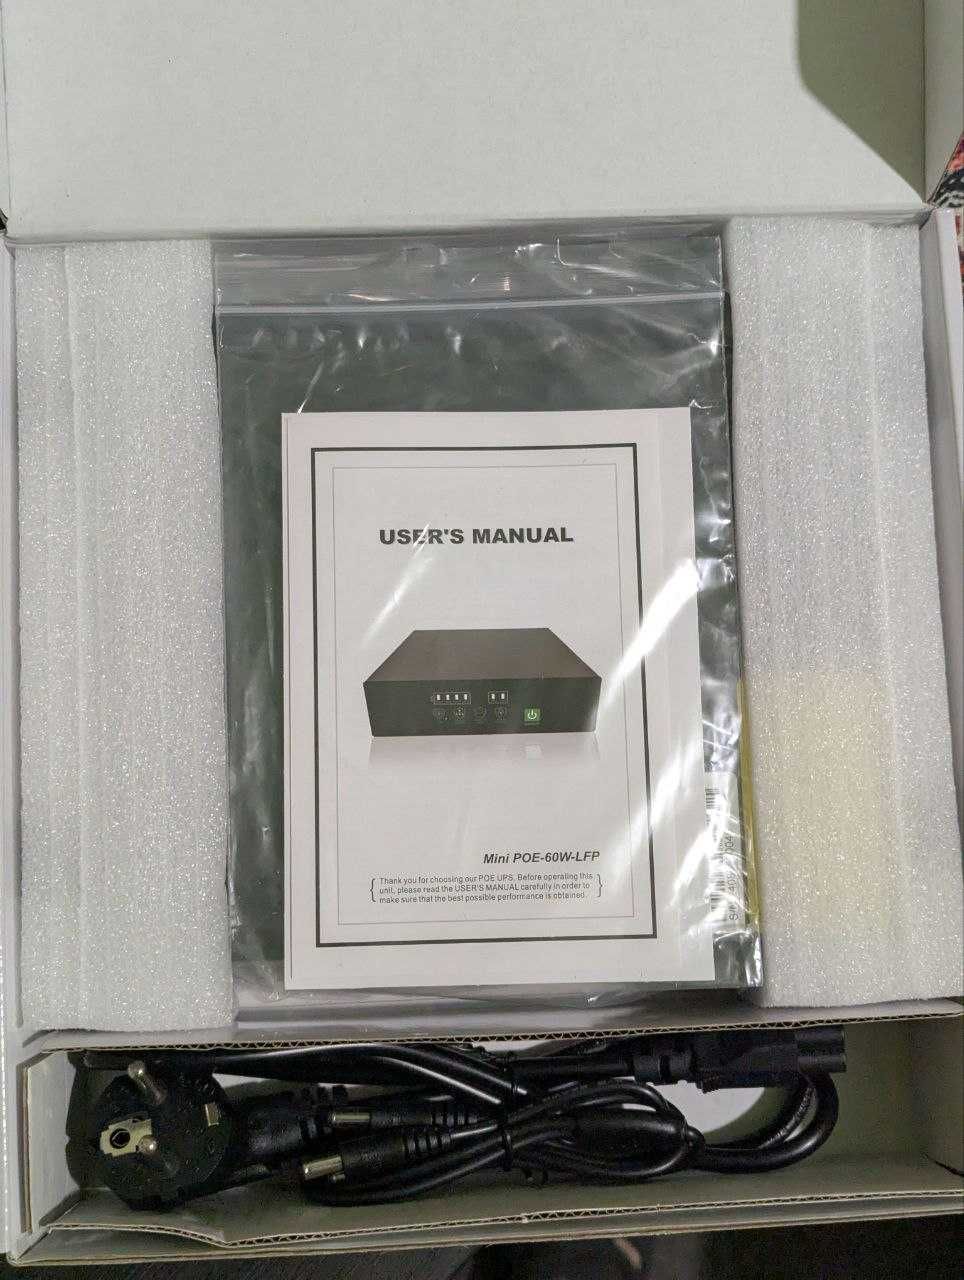 USER'S MANUAL
Mini POE-60W-LFP
Thank you for choosing our POE UPS. Before operating this
unit, please read the USER'S MANUAL carefully in order to
make sure that the best possible performance is obtained.